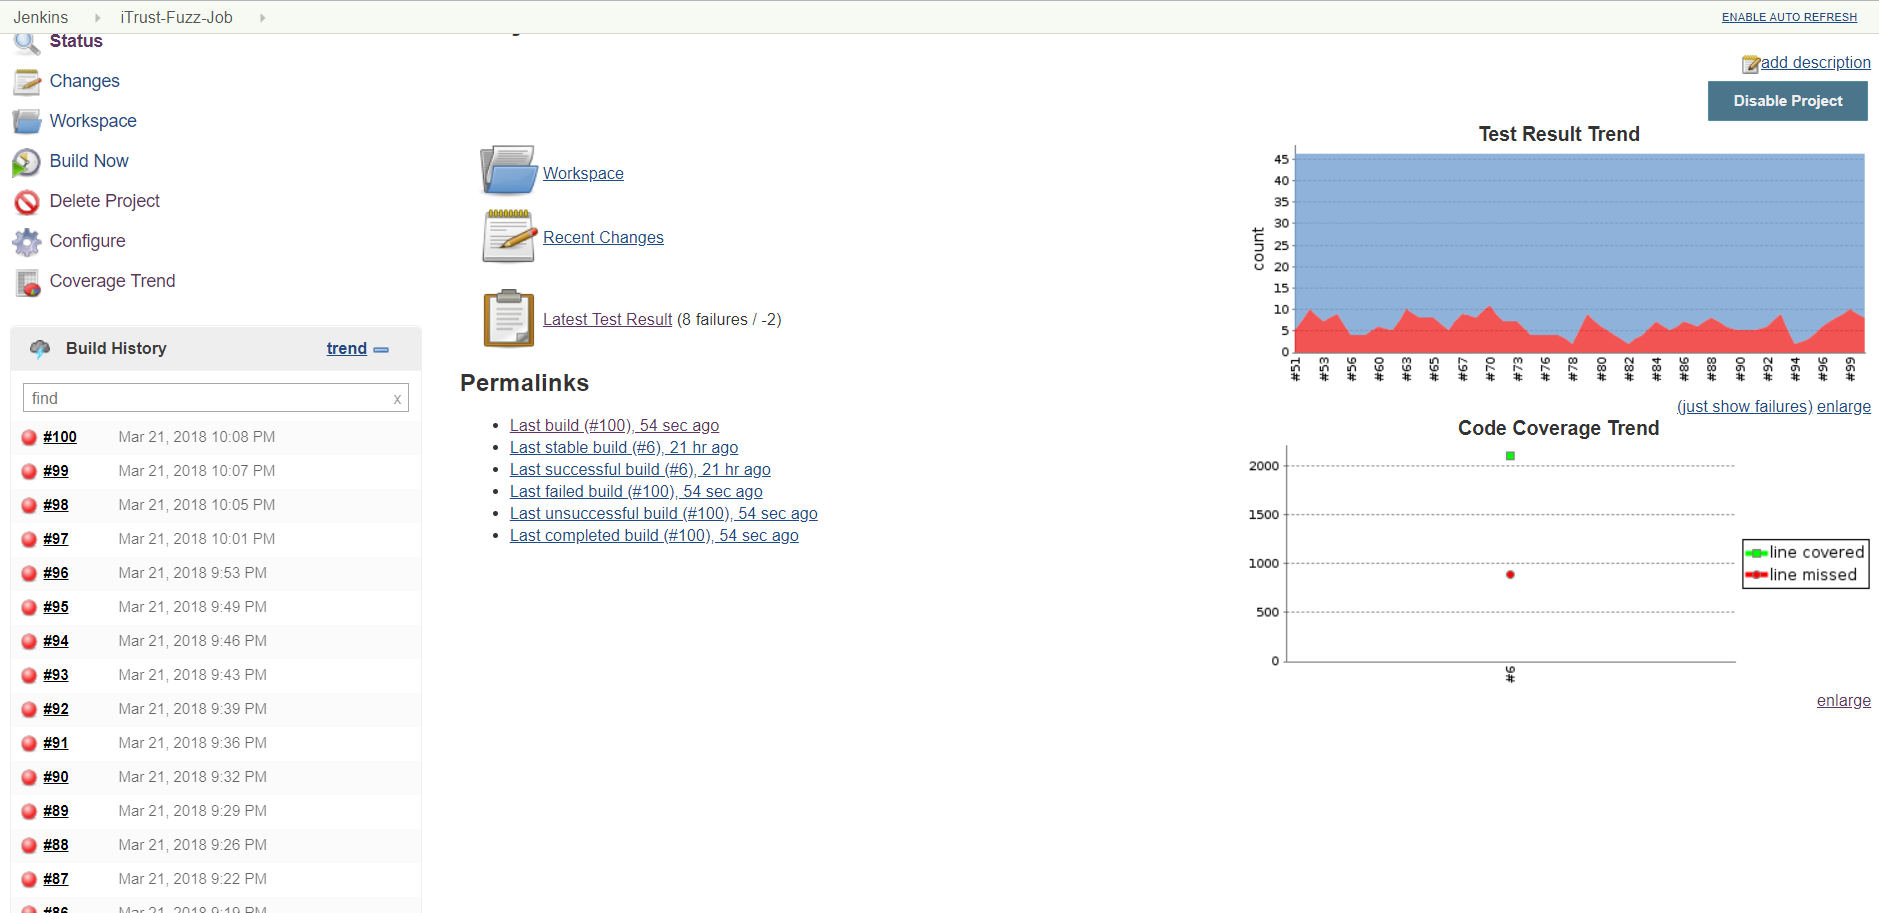 Jenkins iTrust-Fuzz-Job ENABLE AUTO REFRESH
Status
Changes
Workspace
Build Now
Delete Project
Configure
Coverage Trend
Build History trend
find x
#100 Mar 21, 2018 10:08 PM
#99 Mar 21, 2018 10:07 PM
#98 Mar 21, 2018 10:05 PM
#97 Mar 21, 2018 10:01 PM
#96 Mar 21, 2018 9:53 PM
#95 Mar 21, 2018 9:49 PM
#94 Mar 21, 2018 9:46 PM
#93 Mar 21, 2018 9:43 PM
#92 Mar 21, 2018 9:39 PM
#91 Mar 21, 2018 9:36 PM
#90 Mar 21, 2018 9:32 PM
#89 Mar 21, 2018 9:29 PM
#88 Mar 21, 2018 9:26 PM
#87 Mar 21, 2018 9:22 PM
#86 Mar 21, 2018 9:19 PM
Workspace
Recent Changes
Latest Test Result (8 failures / -2)
Permalinks
Last build (#100), 54 sec ago
Last stable build (#6), 21 hr ago
Last successful build (#6), 21 hr ago
Last failed build (#100), 54 sec ago
Last unsuccessful build (#100), 54 sec ago
Last completed build (#100), 54 sec ago
add description
Disable Project
Test Result Trend
count
45
40
35
30
25
20
15
10
5
0
#51 #53 #56 #60 #63 #65 #67 #70 #73 #76 #78 #80 #82 #84 #86 #88 #90 #92 #94 #96 #99
(just show failures) enlarge
Code Coverage Trend
2000
1500
1000
500
0
#6
line covered
line missed
enlarge